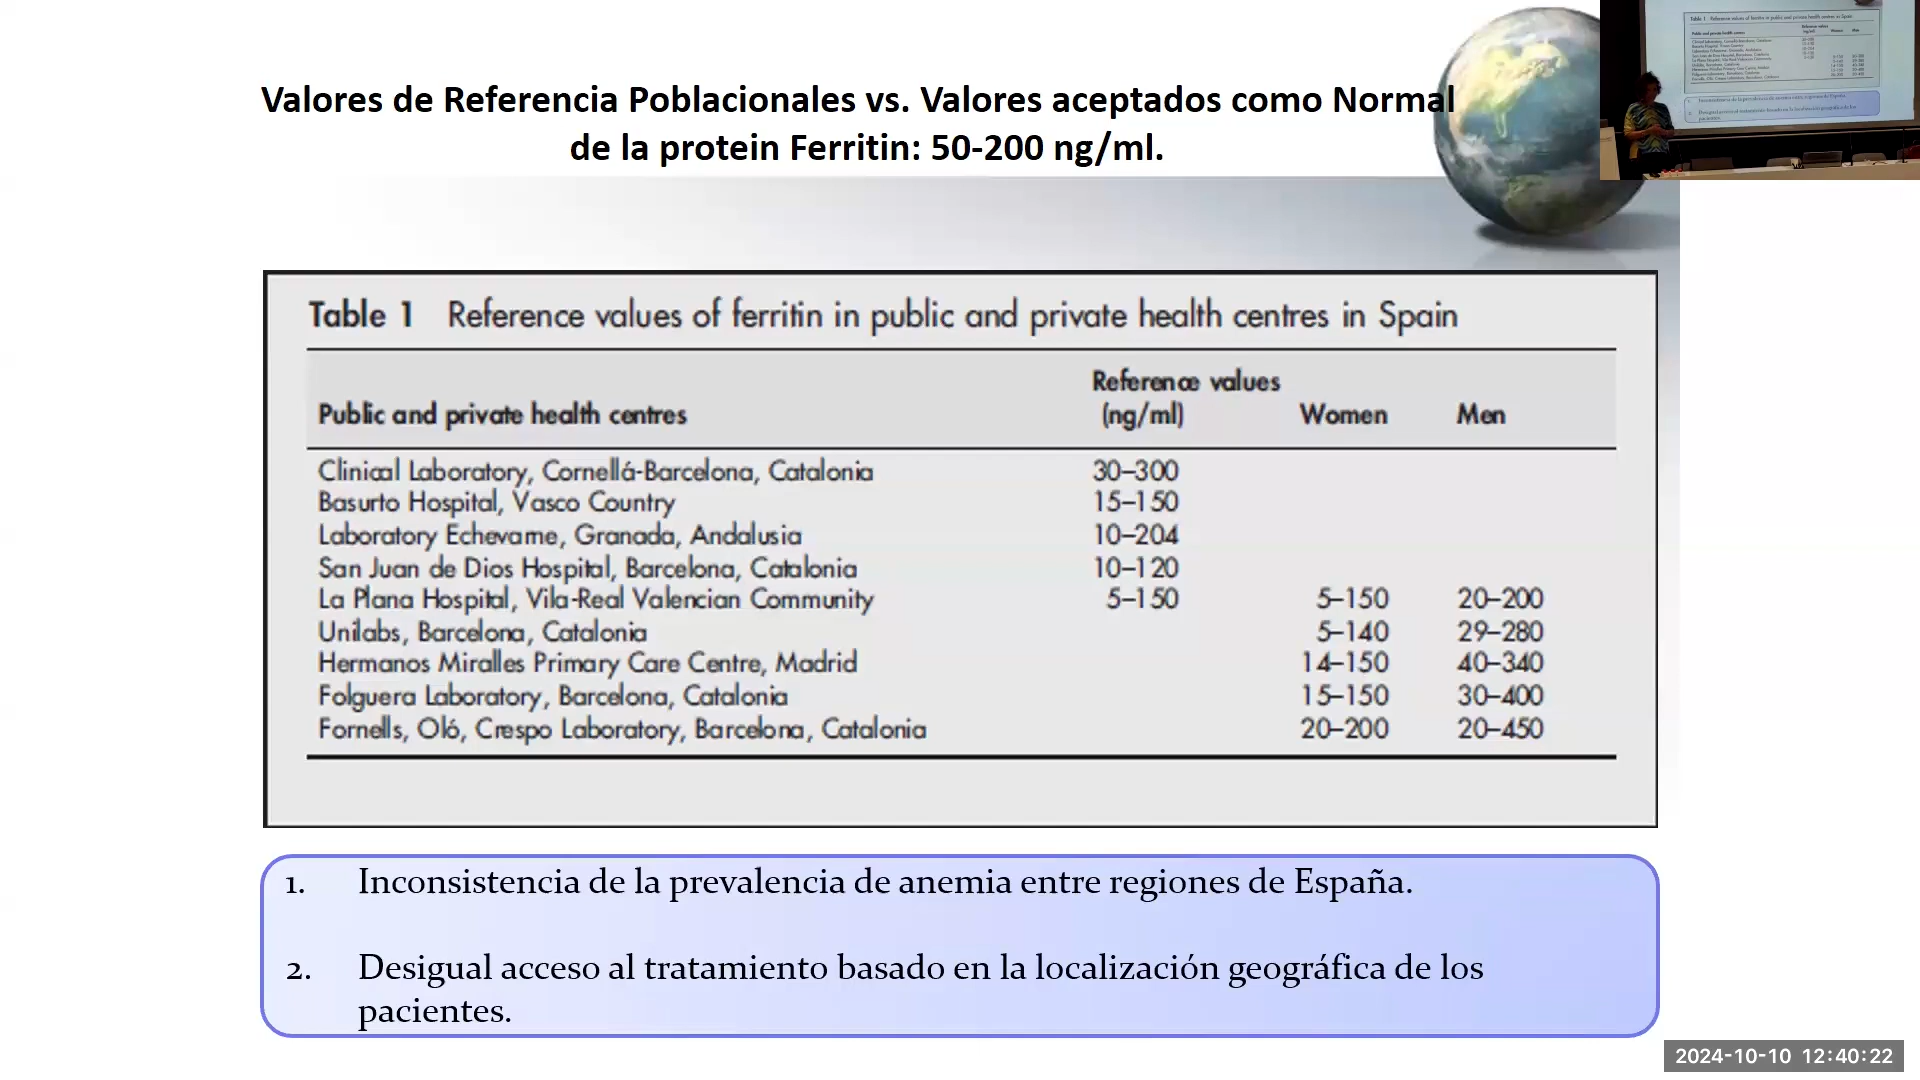 Valores de Referencia Poblacionales vs. Valores aceptados como Normal
de la protein Ferritin: 50-200 ng/ml.
Table 1 Reference values of ferritin in public and private health centres in Spain
Public and private health centres Reference values (ng/ml) Women Men
Clinical Laboratory, Cornellá-Barcelona, Catalonia 30–300
Basurto Hospital, Vasco Country 15–150
Laboratory Echevarne, Granada, Andalusia 10–204
San Juan de Dios Hospital, Barcelona, Catalonia 10–120
La Plana Hospital, Vila-Real Valencian Community 5–150 5–150 20–200
Unilabs, Barcelona, Catalonia 5–140 29–280
Hermanos Miralles Primary Care Centre, Madrid 14–150 40–340
Folguera Laboratory, Barcelona, Catalonia 15–150 30–400
Fornells, Oló, Crespo Laboratory, Barcelona, Catalonia 20–200 20–450
1. Inconsistencia de la prevalencia de anemia entre regiones de España.
2. Desigual acceso al tratamiento basado en la localización geográfica de los
pacientes.
2024-10-10 12:40:22